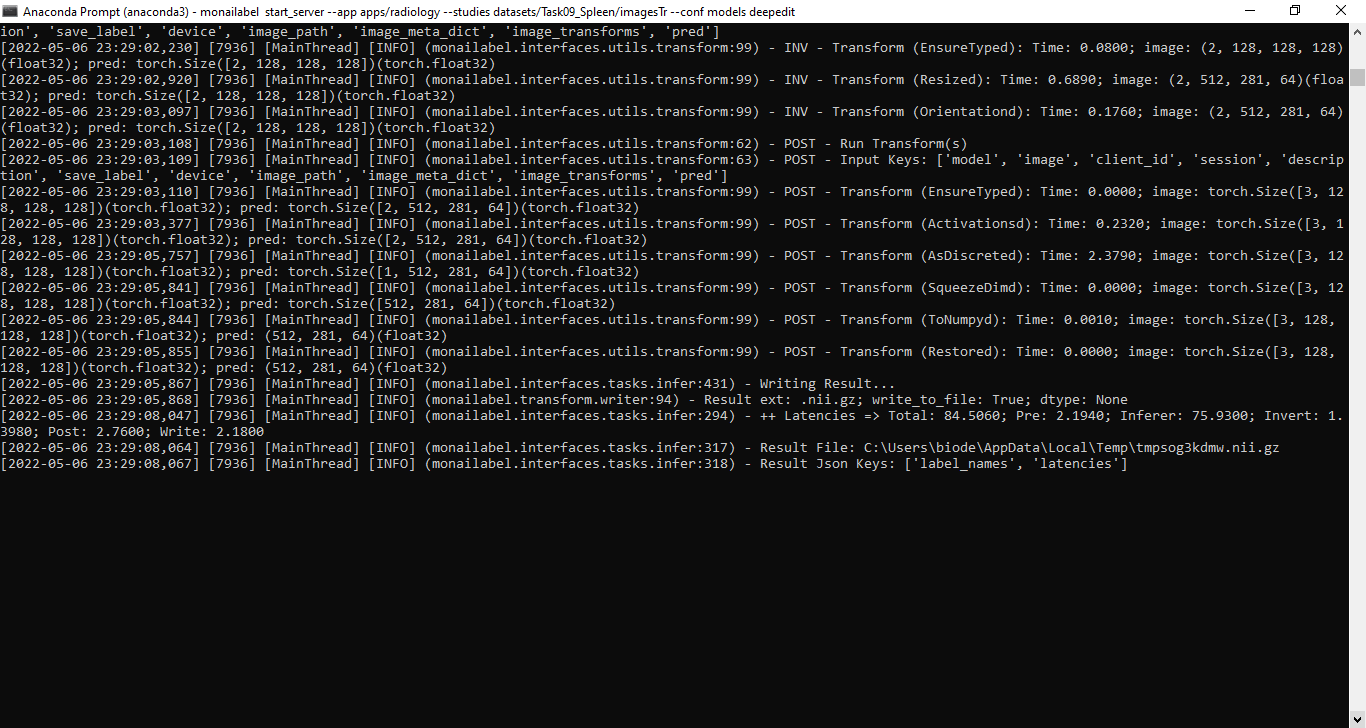 Anaconda Prompt (anaconda3) - monailabel  start_server --app apps/radiology --studies datasets/Task09_Spleen/imagesTr --conf models deepedit
ion', 'save_label', 'device', 'image_path', 'image_meta_dict', 'image_transforms', 'pred']
[2022-05-06 23:29:02,230] [7936] [MainThread] [INFO] (monailabel.interfaces.utils.transform:99) - INV - Transform (EnsureTyped): Time: 0.0800; image: (2, 128, 128, 128)
(float32); pred: torch.Size([2, 128, 128, 128])(torch.float32)
[2022-05-06 23:29:02,920] [7936] [MainThread] [INFO] (monailabel.interfaces.utils.transform:99) - INV - Transform (Resized): Time: 0.6890; image: (2, 512, 281, 64)(floa
t32); pred: torch.Size([2, 128, 128, 128])(torch.float32)
[2022-05-06 23:29:03,097] [7936] [MainThread] [INFO] (monailabel.interfaces.utils.transform:99) - INV - Transform (Orientationd): Time: 0.1760; image: (2, 512, 281, 64)
(float32); pred: torch.Size([2, 128, 128, 128])(torch.float32)
[2022-05-06 23:29:03,108] [7936] [MainThread] [INFO] (monailabel.interfaces.utils.transform:62) - POST - Run Transform(s)
[2022-05-06 23:29:03,109] [7936] [MainThread] [INFO] (monailabel.interfaces.utils.transform:63) - POST - Input Keys: ['model', 'image', 'client_id', 'session', 'descrip
tion', 'save_label', 'device', 'image_path', 'image_meta_dict', 'image_transforms', 'pred']
[2022-05-06 23:29:03,110] [7936] [MainThread] [INFO] (monailabel.interfaces.utils.transform:99) - POST - Transform (EnsureTyped): Time: 0.0000; image: torch.Size([3, 12
8, 128, 128])(torch.float32); pred: torch.Size([2, 512, 281, 64])(torch.float32)
[2022-05-06 23:29:03,377] [7936] [MainThread] [INFO] (monailabel.interfaces.utils.transform:99) - POST - Transform (Activationsd): Time: 0.2320; image: torch.Size([3, 1
28, 128, 128])(torch.float32); pred: torch.Size([2, 512, 281, 64])(torch.float32)
[2022-05-06 23:29:05,757] [7936] [MainThread] [INFO] (monailabel.interfaces.utils.transform:99) - POST - Transform (AsDiscreted): Time: 2.3790; image: torch.Size([3, 12
8, 128, 128])(torch.float32); pred: torch.Size([1, 512, 281, 64])(torch.float32)
[2022-05-06 23:29:05,841] [7936] [MainThread] [INFO] (monailabel.interfaces.utils.transform:99) - POST - Transform (SqueezeDimd): Time: 0.0000; image: torch.Size([3, 12
8, 128, 128])(torch.float32); pred: torch.Size([512, 281, 64])(torch.float32)
[2022-05-06 23:29:05,844] [7936] [MainThread] [INFO] (monailabel.interfaces.utils.transform:99) - POST - Transform (ToNumpyd): Time: 0.0010; image: torch.Size([3, 128,
128, 128])(torch.float32); pred: (512, 281, 64)(float32)
[2022-05-06 23:29:05,855] [7936] [MainThread] [INFO] (monailabel.interfaces.utils.transform:99) - POST - Transform (Restored): Time: 0.0000; image: torch.Size([3, 128,
128, 128])(torch.float32); pred: (512, 281, 64)(float32)
[2022-05-06 23:29:05,867] [7936] [MainThread] [INFO] (monailabel.interfaces.tasks.infer:431) - Writing Result...
[2022-05-06 23:29:05,868] [7936] [MainThread] [INFO] (monailabel.transform.writer:94) - Result ext: .nii.gz; write_to_file: True; dtype: None
[2022-05-06 23:29:08,047] [7936] [MainThread] [INFO] (monailabel.interfaces.tasks.infer:294) - ++ Latencies => Total: 84.5060; Pre: 2.1940; Inferer: 75.9300; Invert: 1.
3980; Post: 2.7600; Write: 2.1800
[2022-05-06 23:29:08,064] [7936] [MainThread] [INFO] (monailabel.interfaces.tasks.infer:317) - Result File: C:\Users\biode\AppData\Local\Temp\tmpsog3kdmw.nii.gz
[2022-05-06 23:29:08,067] [7936] [MainThread] [INFO] (monailabel.interfaces.tasks.infer:318) - Result Json Keys: ['label_names', 'latencies']